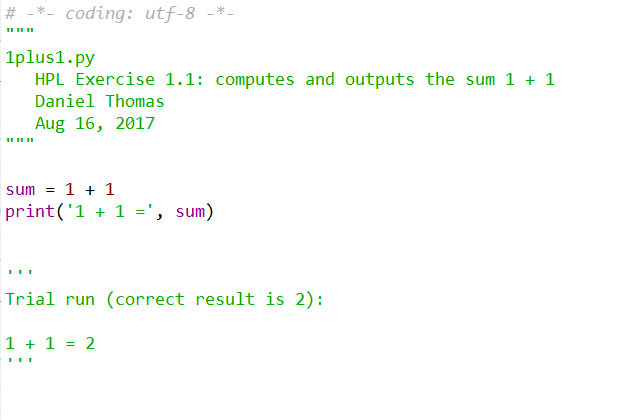 # -*- coding: utf-8 -*-
"""
1plus1.py
   HPL Exercise 1.1: computes and outputs the sum 1 + 1
   Daniel Thomas
   Aug 16, 2017
"""
sum = 1 + 1
print('1 + 1 =', sum)
'''
Trial run (correct result is 2):
1 + 1 = 2
'''